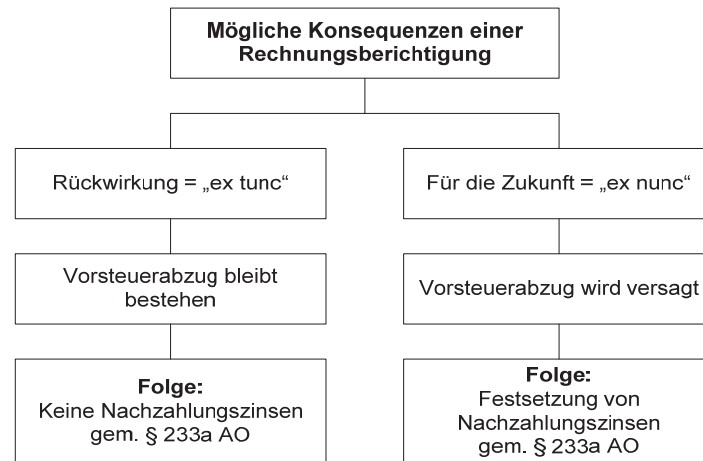 Mögliche Konsequenzen einer
Rechnungsberichtigung
Rückwirkung = „ex tunc“
Für die Zukunft = „ex nunc“
Vorsteuerabzug bleibt
bestehen
Vorsteuerabzug wird versagt
Folge:
Keine Nachzahlungszinsen
gem. § 233a AO
Folge:
Festsetzung von
Nachzahlungszinsen
gem. § 233a AO